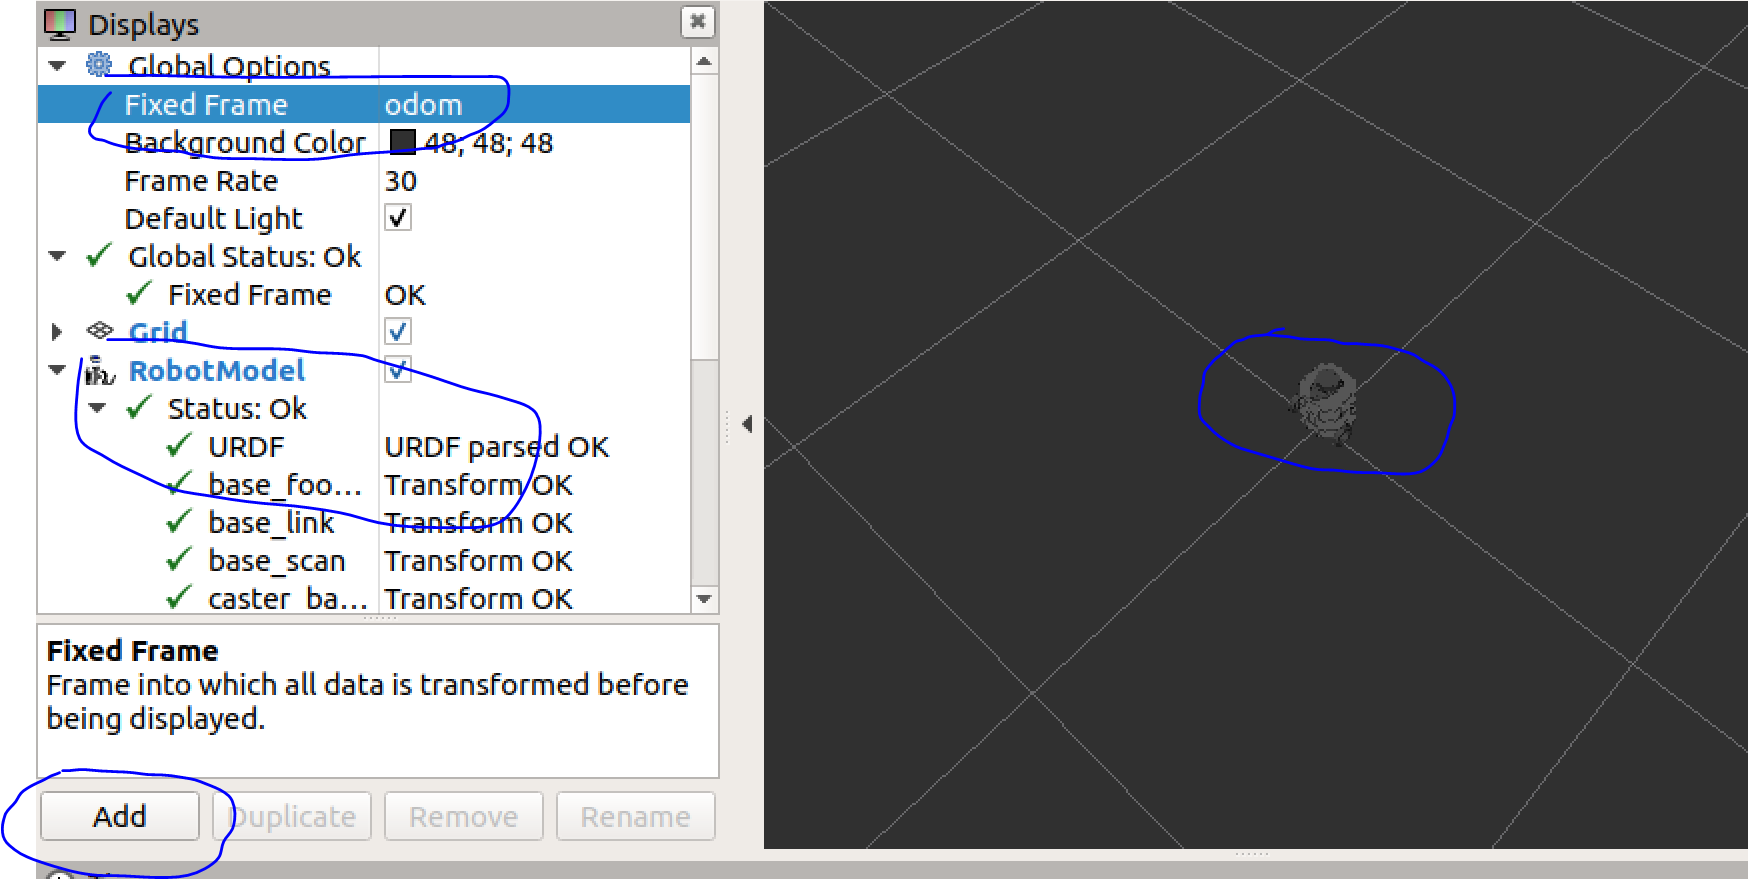 Displays
Global Options
Fixed Frame odom
Background Color 48; 48; 48
Frame Rate 30
Default Light
Global Status: Ok
Fixed Frame OK
Grid
RobotModel
Status: Ok
URDF URDF parsed OK
base_foo... Transform OK
base_link Transform OK
base_scan Transform OK
caster_ba... Transform OK
Fixed Frame
Frame into which all data is transformed before
being displayed.
Add Duplicate Remove Rename